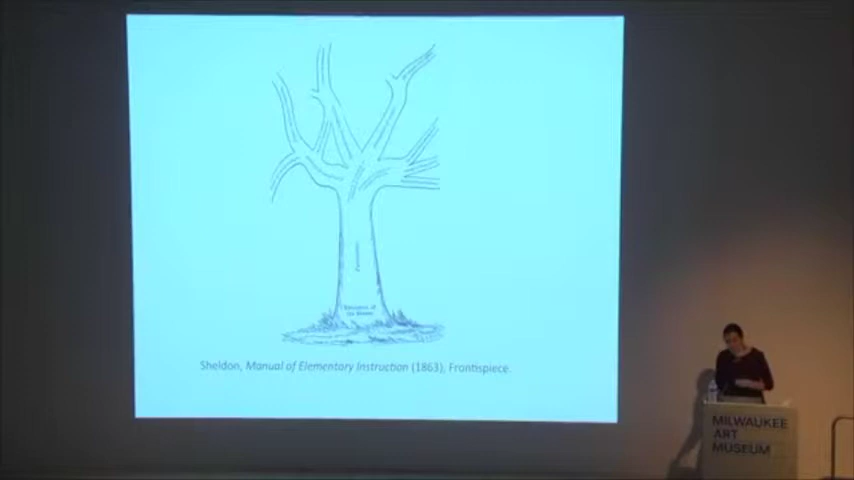 Sheldon, Manual of Elementary Instruction (1863), Frontispiece.
MILWAUKEE
ART
MUSEUM